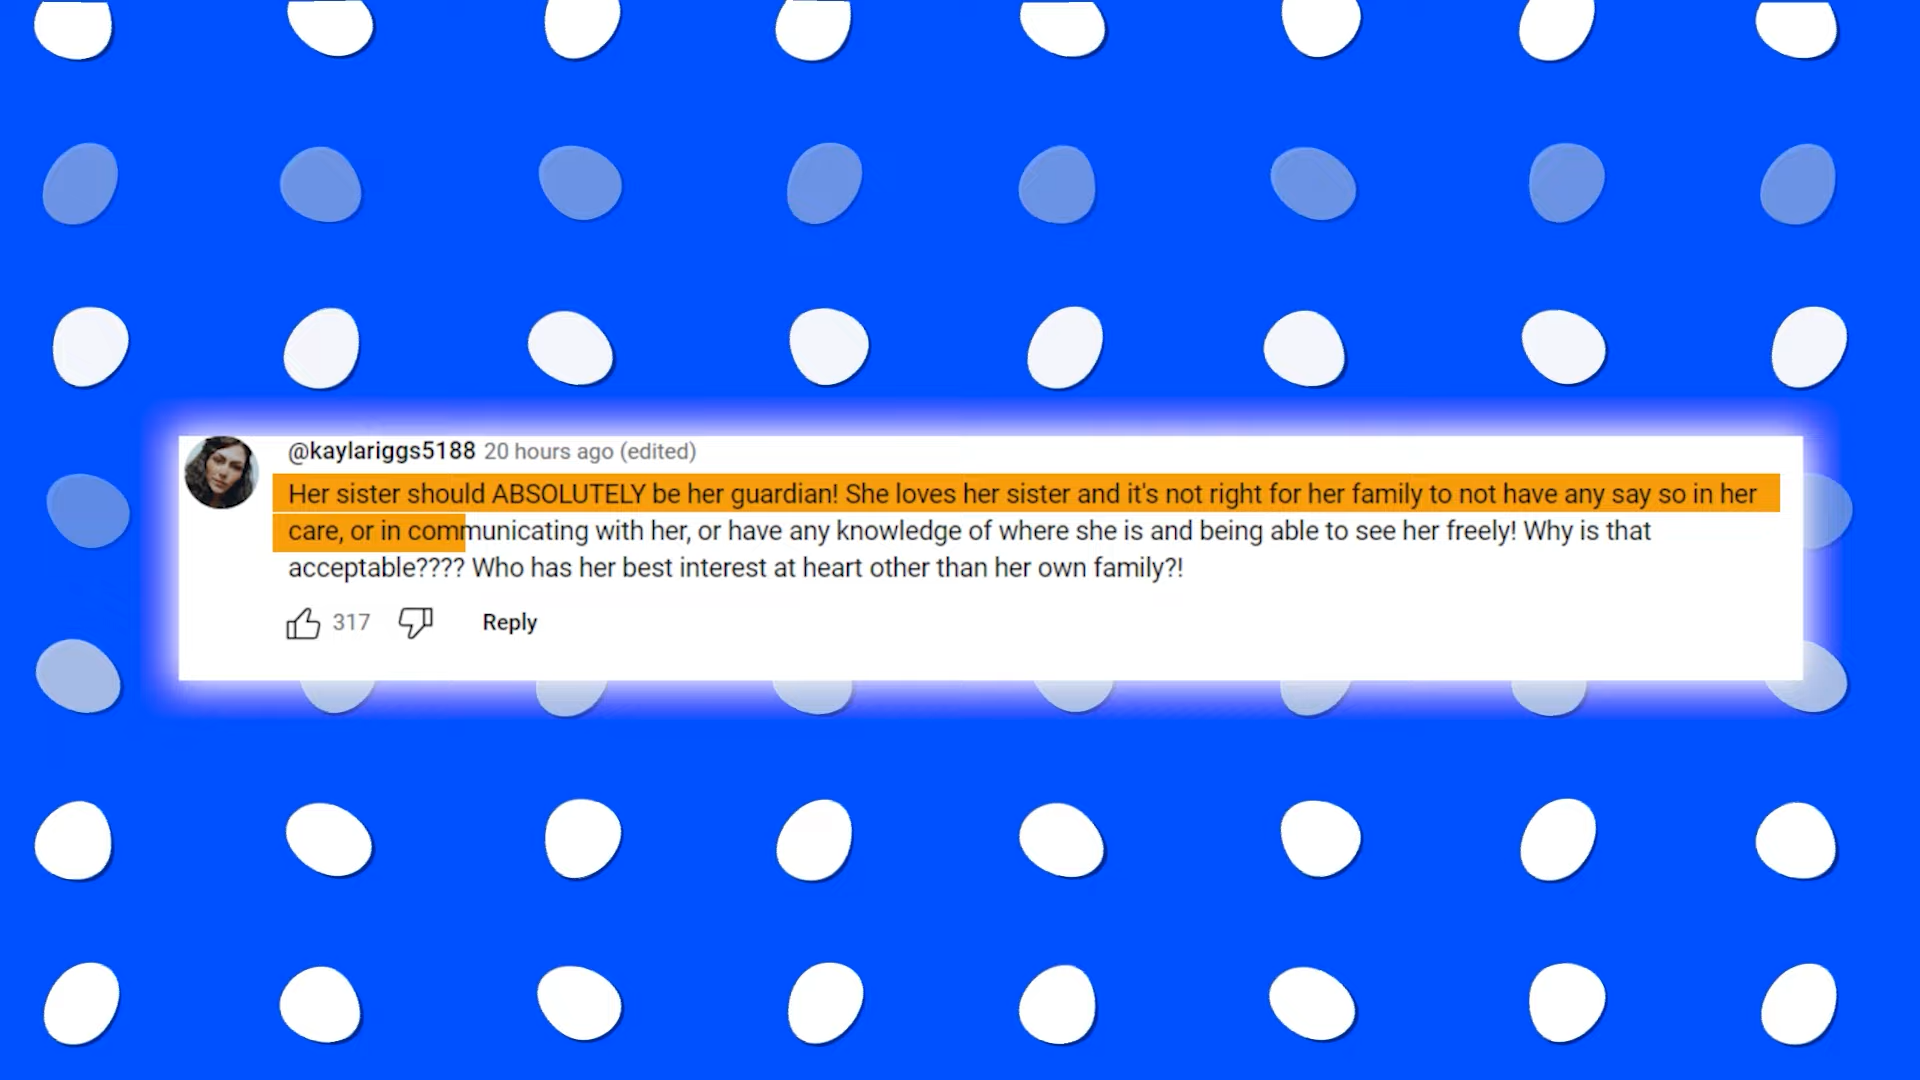 @kaylariggs5188 20 hours ago (edited)
Her sister should ABSOLUTELY be her guardian! She loves her sister and it's not right for her family to not have any say so in her
care, or in communicating with her, or have any knowledge of where she is and being able to see her freely! Why is that
acceptable???? Who has her best interest at heart other than her own family?!
317 Reply